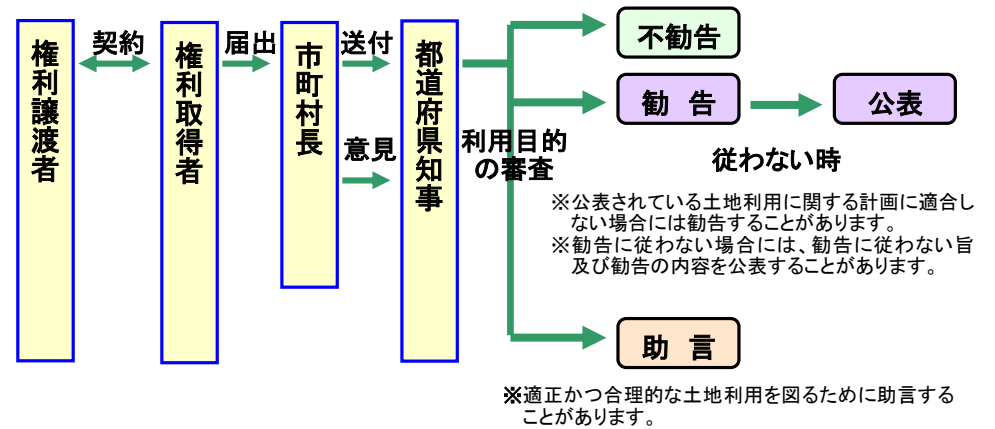 権利譲渡者
契約
権利取得者
届出
市町村長
送付
意見
都道府県知事
利用目的
の審査
不勧告
勧 告
公表
従わない時
※公表されている土地利用に関する計画に適合し
ない場合には勧告することがあります。
※勧告に従わない場合には、勧告に従わない旨
及び勧告の内容を公表することがあります。
助 言
※適正かつ合理的な土地利用を図るために助言する
ことがあります。